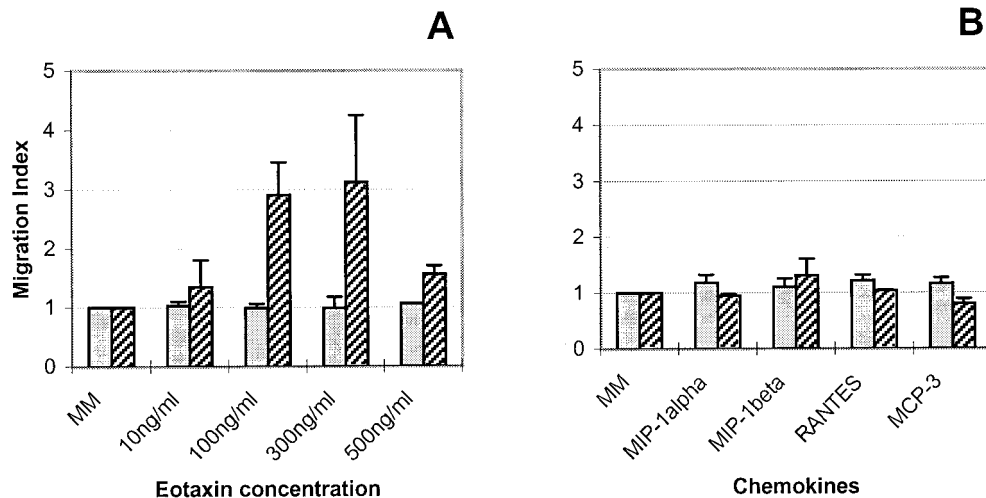 A
5
4
3
2
1
0
Migration Index
MM
10ng/ml
100ng/ml
300ng/ml
500ng/ml
Eotaxin concentration
B
5
4
3
2
1
0
MM
MIP-1alpha
MIP-1beta
RANTES
MCP-3
Chemokines